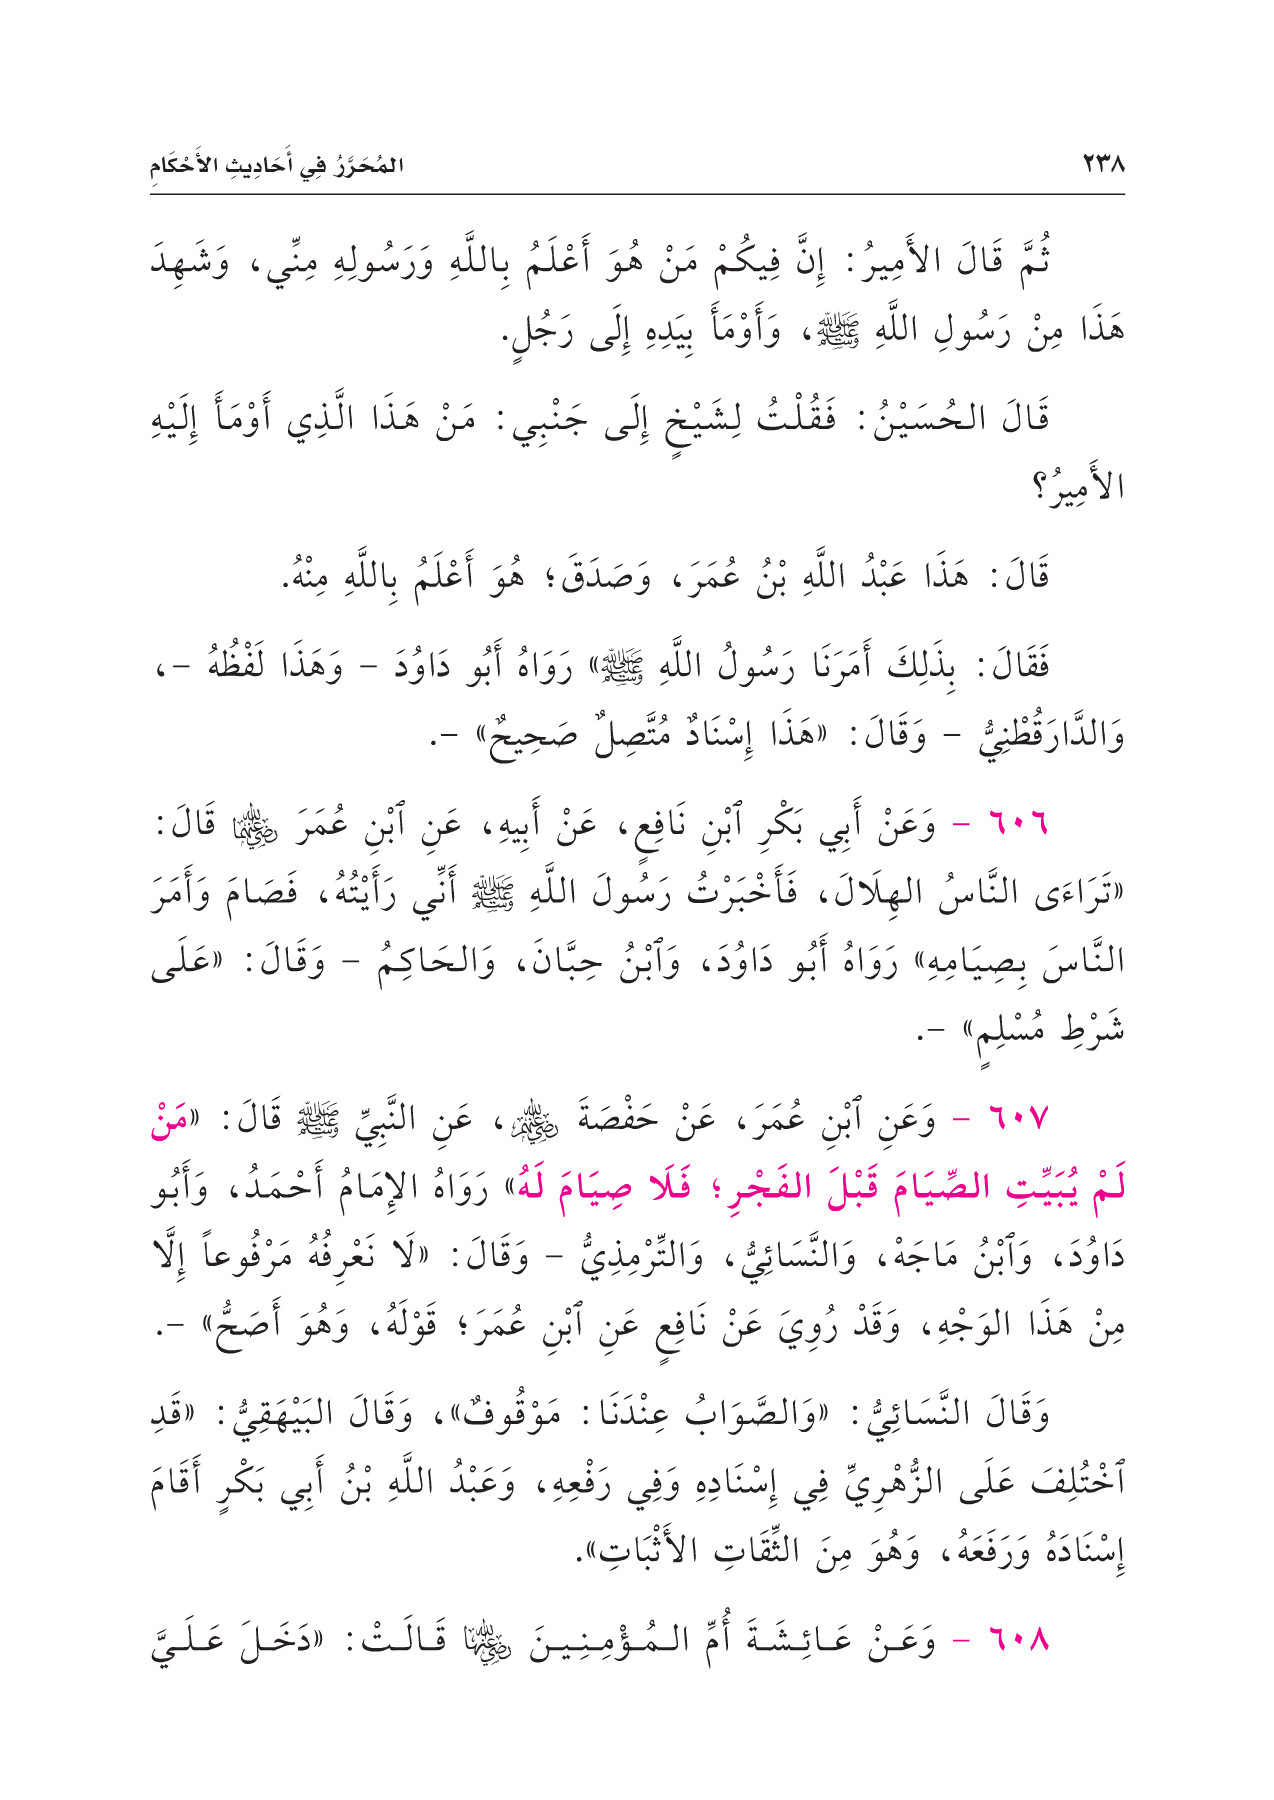 ٢٣٨
المُحَرَّرُ فِي أَحَادِيثِ الأَحْكَامِ
ثُمَّ قَالَ الأَمِيرُ: إِنَّ فِيكُمْ مَنْ هُوَ أَعْلَمُ بِاللَّهِ وَرَسُولِهِ مِنِّي، وَشَهِدَ
هَذَا مِنْ رَسُولِ اللَّهِ ﷺ، وَأَوْمَأَ بِيَدِهِ إِلَى رَجُلٍ.
قَالَ الحُسَيْنُ: فَقُلْتُ لِشَيْخٍ إِلَى جَنْبِي: مَنْ هَذَا الَّذِي أَوْمَأَ إِلَيْهِ
الأَمِيرُ؟
قَالَ: هَذَا عَبْدُ اللَّهِ بْنُ عُمَرَ، وَصَدَقَ؛ هُوَ أَعْلَمُ بِاللَّهِ مِنْهُ.
فَقَالَ: بِذَلِكَ أَمَرَنَا رَسُولُ اللَّهِ ﷺ» رَوَاهُ أَبُو دَاوُدَ – وَهَذَا لَفْظُهُ –،
وَالدَّارَقُطْنِيُّ – وَقَالَ: «هَذَا إِسْنَادٌ مُتَّصِلٌ صَحِيحٌ» –.
٦٠٦ – وَعَنْ أَبِي بَكْرِ ٱبْنِ نَافِعٍ، عَنْ أَبِيهِ، عَنِ ٱبْنِ عُمَرَ رضي الله عنهما قَالَ:
«تَرَاءَى النَّاسُ الهِلَالَ، فَأَخْبَرْتُ رَسُولَ اللَّهِ ﷺ أَنِّي رَأَيْتُهُ، فَصَامَ وَأَمَرَ
النَّاسَ بِصِيَامِهِ» رَوَاهُ أَبُو دَاوُدَ، وَٱبْنُ حِبَّانَ، وَالحَاكِمُ – وَقَالَ: «عَلَى
شَرْطِ مُسْلِمٍ» –.
٦٠٧ – وَعَنِ ٱبْنِ عُمَرَ، عَنْ حَفْصَةَ رضي الله عنهم، عَنِ النَّبِيِّ ﷺ قَالَ: «مَنْ
لَمْ يُبَيِّتِ الصِّيَامَ قَبْلَ الفَجْرِ؛ فَلَا صِيَامَ لَهُ» رَوَاهُ الإِمَامُ أَحْمَدُ، وَأَبُو
دَاوُدَ، وَٱبْنُ مَاجَهْ، وَالنَّسَائِيُّ، وَالتِّرْمِذِيُّ – وَقَالَ: «لَا نَعْرِفُهُ مَرْفُوعاً إِلَّا
مِنْ هَذَا الوَجْهِ، وَقَدْ رُوِيَ عَنْ نَافِعٍ عَنِ ٱبْنِ عُمَرَ؛ قَوْلَهُ، وَهُوَ أَصَحُّ» –.
وَقَالَ النَّسَائِيُّ: «وَالصَّوَابُ عِنْدَنَا: مَوْقُوفٌ»، وَقَالَ البَيْهَقِيُّ: «قَدِ
ٱخْتُلِفَ عَلَى الزُّهْرِيِّ فِي إِسْنَادِهِ وَفِي رَفْعِهِ، وَعَبْدُ اللَّهِ بْنُ أَبِي بَكْرٍ أَقَامَ
إِسْنَادَهُ وَرَفَعَهُ، وَهُوَ مِنَ الثِّقَاتِ الأَثْبَاتِ».
٦٠٨ – وَعَنْ عَائِشَةَ أُمِّ المُؤْمِنِينَ رضي الله عنها قَالَتْ: «دَخَلَ عَلَيَّ